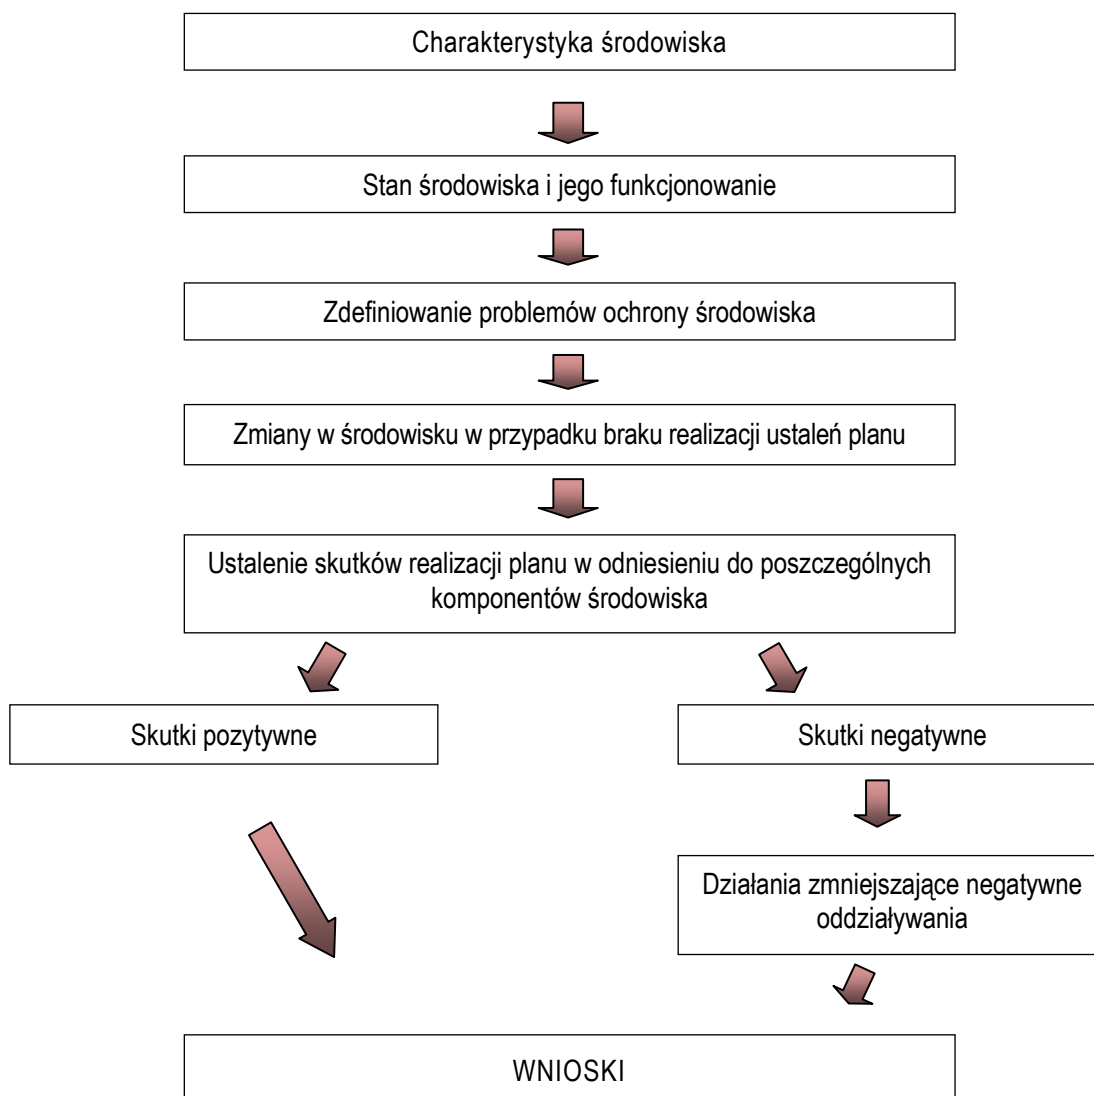 Charakterystyka środowiska
Stan środowiska i jego funkcjonowanie
Zdefiniowanie problemów ochrony środowiska
Zmiany w środowisku w przypadku braku realizacji ustaleń planu
Ustalenie skutków realizacji planu w odniesieniu do poszczególnych
komponentów środowiska
Skutki pozytywne
Skutki negatywne
Działania zmniejszające negatywne
oddziaływania
WNIOSKI